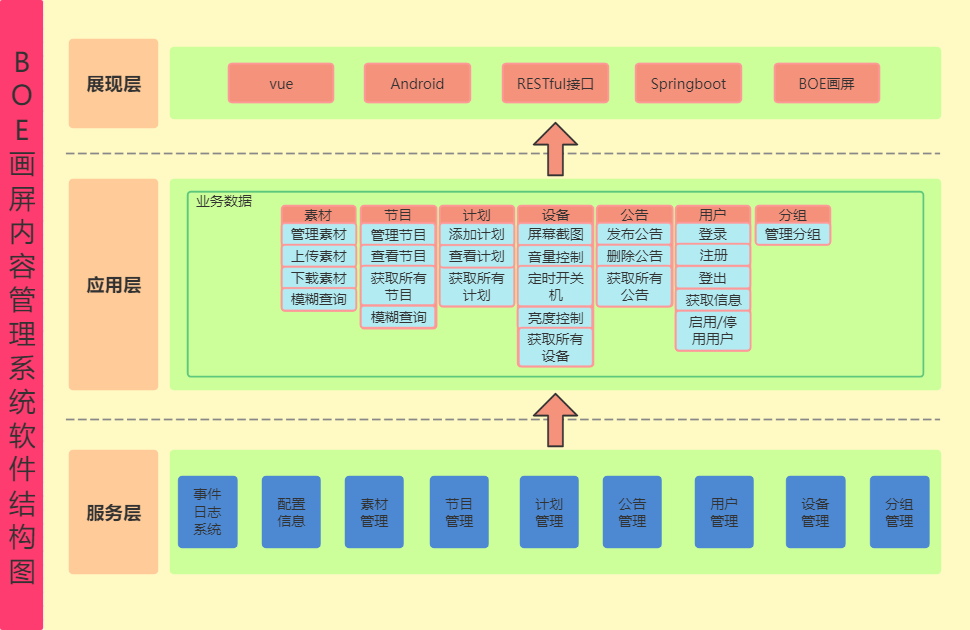 BOE画屏内容管理系统软件结构图
展现层
vue
Android
RESTful接口
Springboot
BOE画屏
应用层
业务数据
素材
管理素材
上传素材
下载素材
模糊查询
节目
管理节目
查看节目
获取所有
节目
模糊查询
计划
添加计划
查看计划
获取所有
计划
设备
屏幕截图
音量控制
定时开关
机
亮度控制
获取所有
设备
公告
发布公告
删除公告
获取所有
公告
用户
登录
注册
登出
获取信息
启用/停
用用户
分组
管理分组
服务层
事件
日志
系统
配置
信息
素材
管理
节目
管理
计划
管理
公告
管理
用户
管理
设备
管理
分组
管理